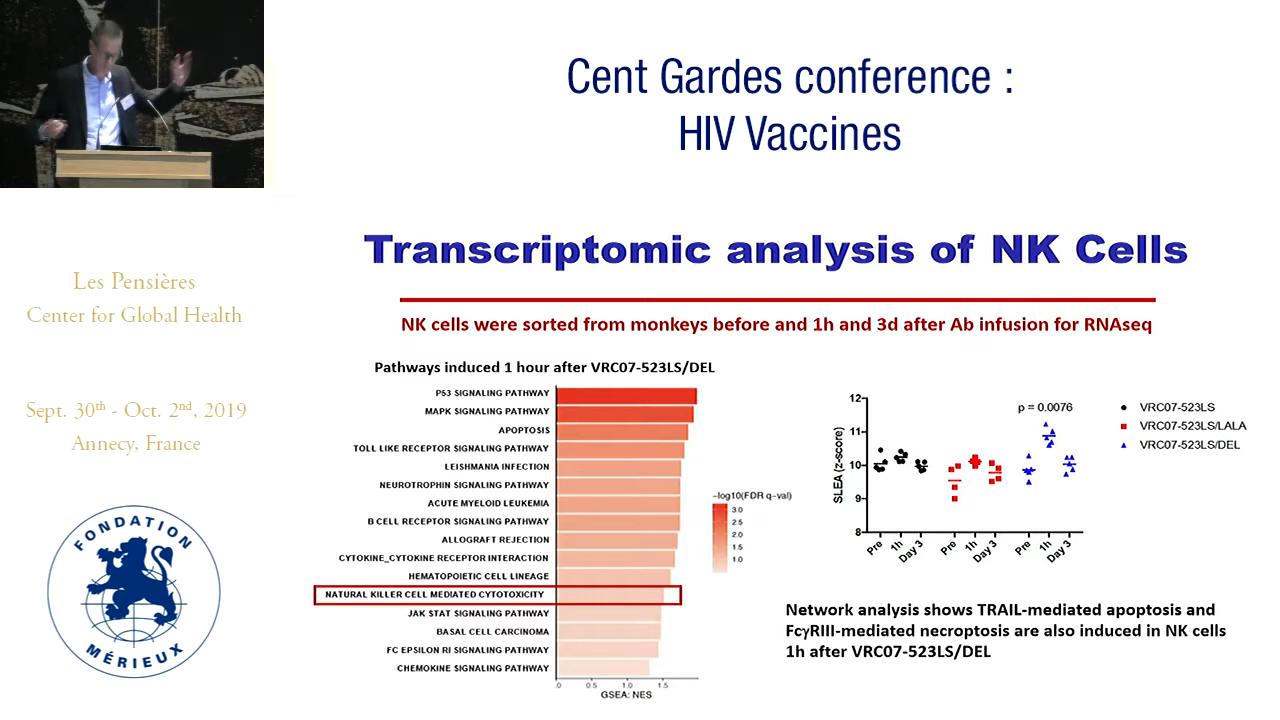 Cent Gardes conference :
HIV Vaccines
Les Pensières
Center for Global Health
Sept. 30th - Oct. 2nd, 2019
Annecy, France
FONDATION
MÉRIEUX
Transcriptomic analysis of NK Cells
NK cells were sorted from monkeys before and 1h and 3d after Ab infusion for RNAseq
Pathways induced 1 hour after VRC07-523LS/DEL
P53 SIGNALING PATHWAY
MAPK SIGNALING PATHWAY
APOPTOSIS
TOLL LIKE RECEPTOR SIGNALING PATHWAY
LEISHMANIA INFECTION
NEUROTROPHIN SIGNALING PATHWAY
ACUTE MYELOID LEUKEMIA
B CELL RECEPTOR SIGNALING PATHWAY
ALLOGRAFT REJECTION
CYTOKINE_CYTOKINE RECEPTOR INTERACTION
HEMATOPOIETIC CELL LINEAGE
NATURAL KILLER CELL MEDIATED CYTOTOXICITY
JAK STAT SIGNALING PATHWAY
BASAL CELL CARCINOMA
FC EPSILON RI SIGNALING PATHWAY
CHEMOKINE SIGNALING PATHWAY
.0 0.5 1.0 1.5
GSEA: NES
−log10(FDR q−val)
3.0
2.5
2.0
1.5
1.0
SLEA (z-score)
12
11
10
9
8
p = 0.0076
Pre 1h Day 3 Pre 1h Day 3 Pre 1h Day 3
VRC07-523LS
VRC07-523LS/LALA
VRC07-523LS/DEL
Network analysis shows TRAIL-mediated apoptosis and
FcγRIII-mediated necroptosis are also induced in NK cells
1h after VRC07-523LS/DEL